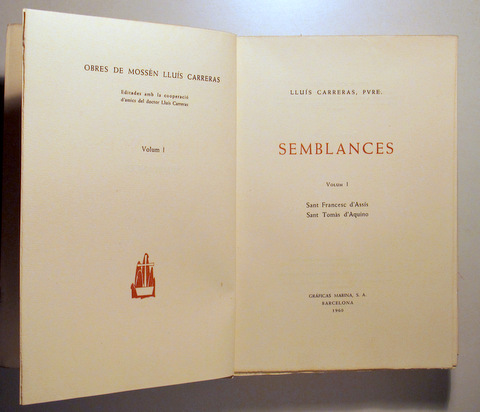 OBRES DE MOSSÈN LLUÍS CARRERAS
Editades amb la cooperació
d'amics del doctor Lluís Carreras
Volum I
LLUÍS CARRERAS, PVRE.
SEMBLANCES
Volum I
Sant Francesc d'Assís
Sant Tomàs d'Aquino
GRÁFICAS MARINA, S. A.
BARCELONA
1960